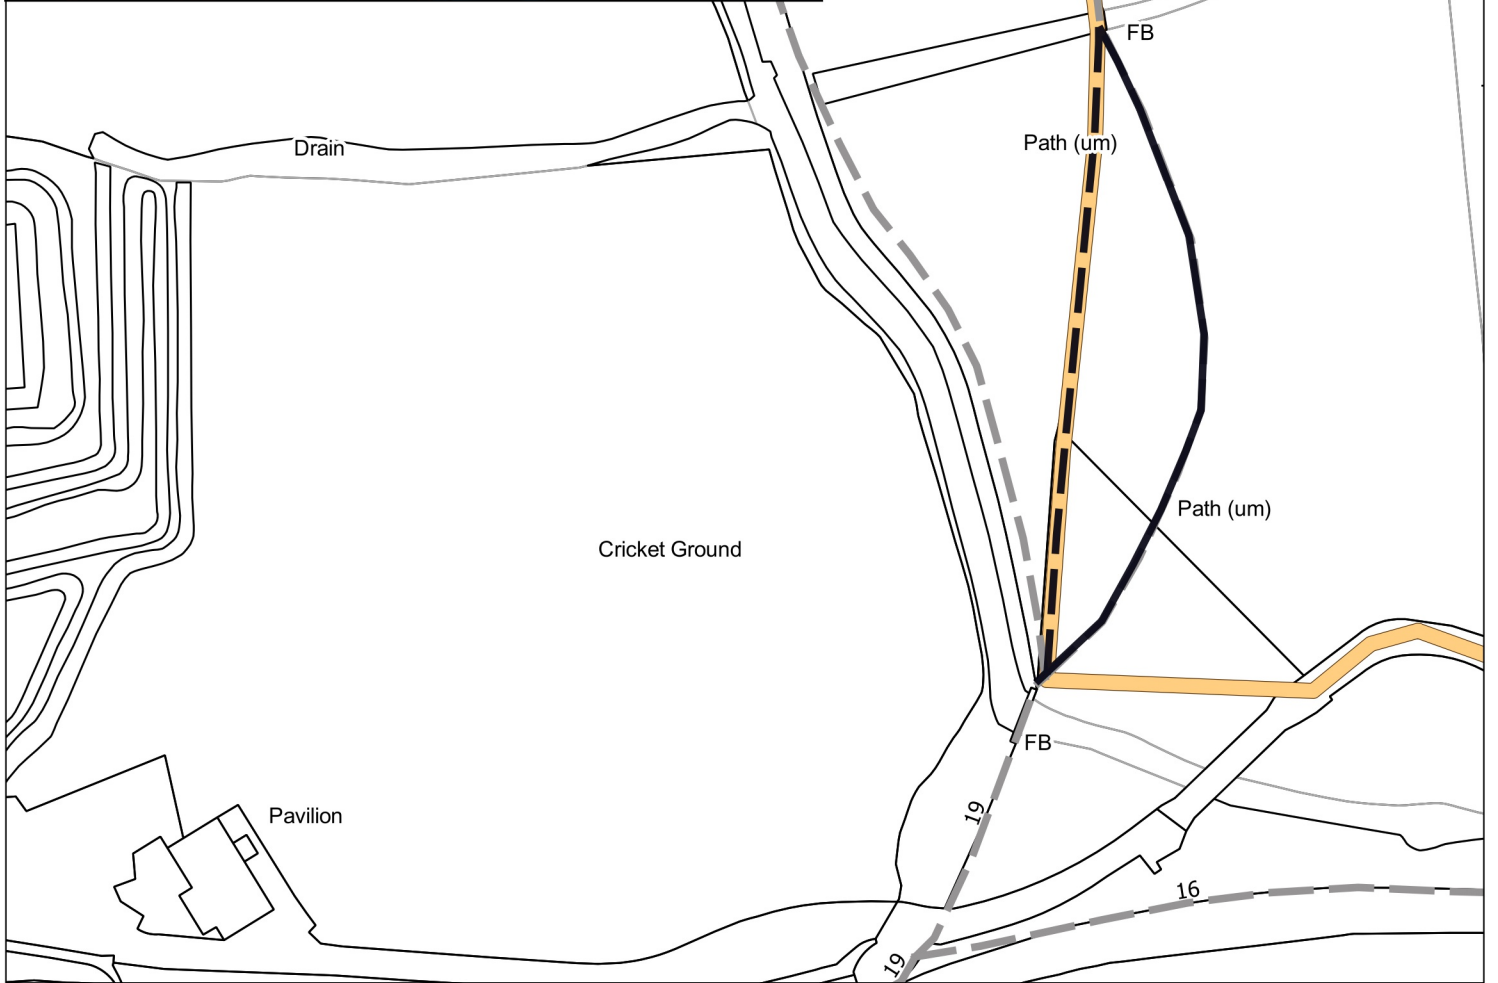 FB
Path (um)
Drain
Path (um)
Cricket Ground
FB
19
Pavilion
16
19